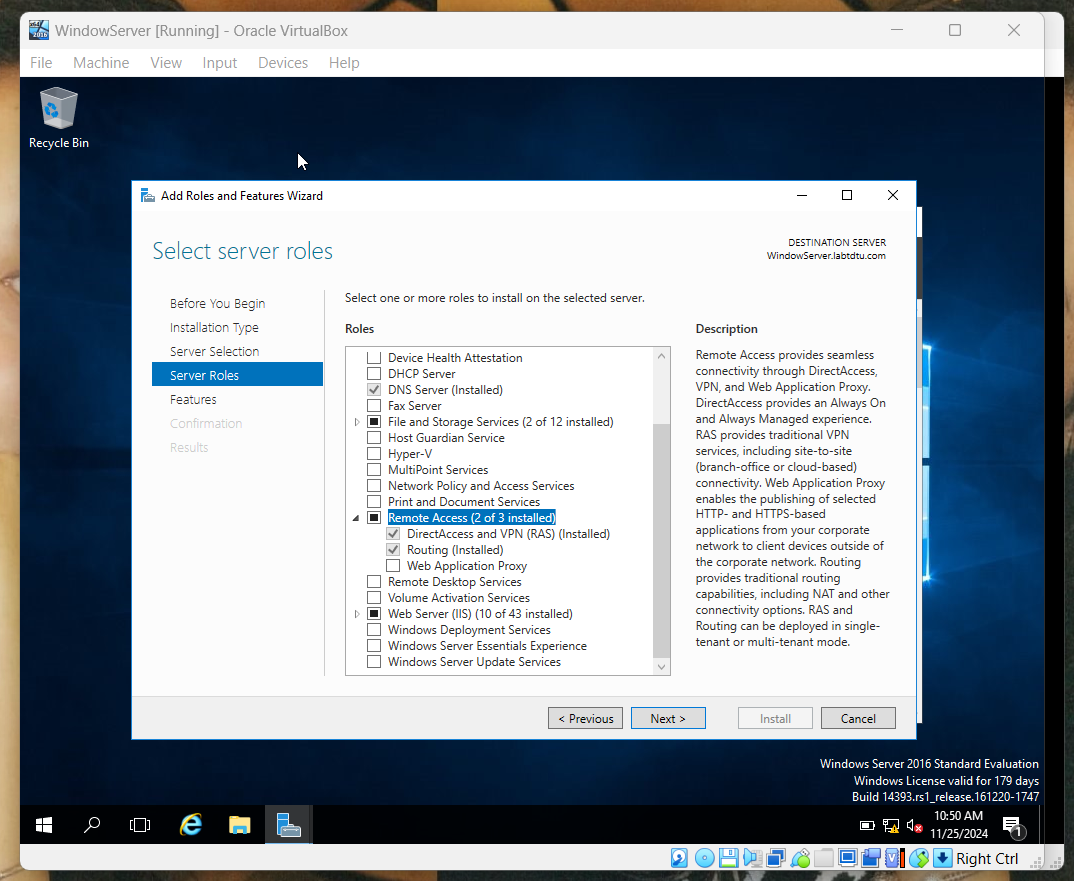 WindowServer [Running] - Oracle VirtualBox
File Machine View Input Devices Help
Recycle Bin
Add Roles and Features Wizard
Select server roles
DESTINATION SERVER
WindowServer.labtdtu.com
Before You Begin
Installation Type
Server Selection
Server Roles
Features
Confirmation
Results
Select one or more roles to install on the selected server.
Roles
Device Health Attestation
DHCP Server
DNS Server (Installed)
Fax Server
File and Storage Services (2 of 12 installed)
Host Guardian Service
Hyper-V
MultiPoint Services
Network Policy and Access Services
Print and Document Services
Remote Access (2 of 3 installed)
DirectAccess and VPN (RAS) (Installed)
Routing (Installed)
Web Application Proxy
Remote Desktop Services
Volume Activation Services
Web Server (IIS) (10 of 43 installed)
Windows Deployment Services
Windows Server Essentials Experience
Windows Server Update Services
Description
Remote Access provides seamless
connectivity through DirectAccess,
VPN, and Web Application Proxy.
DirectAccess provides an Always On
and Always Managed experience.
RAS provides traditional VPN
services, including site-to-site
(branch-office or cloud-based)
connectivity. Web Application Proxy
enables the publishing of selected
HTTP- and HTTPS-based
applications from your corporate
network to client devices outside of
the corporate network. Routing
provides traditional routing
capabilities, including NAT and other
connectivity options. RAS and
Routing can be deployed in single-
tenant or multi-tenant mode.
< Previous
Next >
Install
Cancel
Windows Server 2016 Standard Evaluation
Windows License valid for 179 days
Build 14393.rs1_release.161220-1747
10:50 AM
11/25/2024
1
Right Ctrl